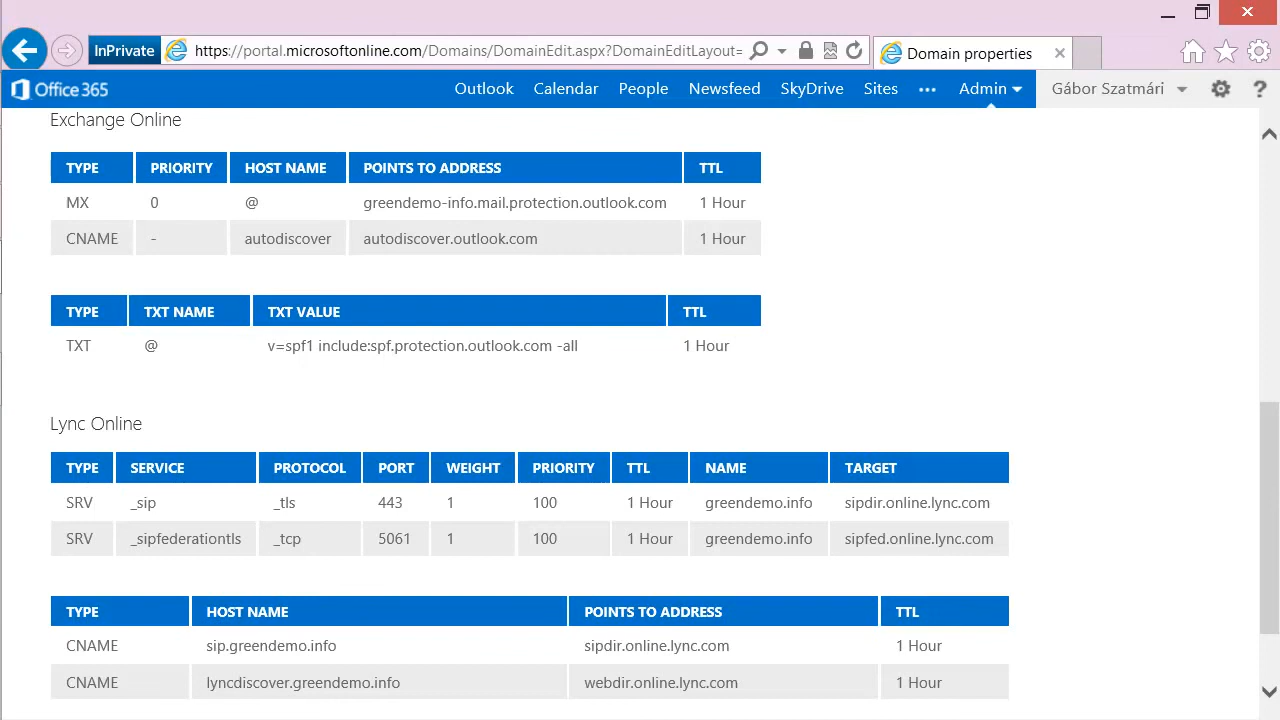 InPrivate https://portal.microsoftonline.com/Domains/DomainEdit.aspx?DomainEditLayout= Domain properties
Office 365 Outlook Calendar People Newsfeed SkyDrive Sites ••• Admin Gábor Szatmári ?
Exchange Online
TYPE PRIORITY HOST NAME POINTS TO ADDRESS TTL
MX 0 @ greendemo-info.mail.protection.outlook.com 1 Hour
CNAME - autodiscover autodiscover.outlook.com 1 Hour
TYPE TXT NAME TXT VALUE TTL
TXT @ v=spf1 include:spf.protection.outlook.com -all 1 Hour
Lync Online
TYPE SERVICE PROTOCOL PORT WEIGHT PRIORITY TTL NAME TARGET
SRV _sip _tls 443 1 100 1 Hour greendemo.info sipdir.online.lync.com
SRV _sipfederationtls _tcp 5061 1 100 1 Hour greendemo.info sipfed.online.lync.com
TYPE HOST NAME POINTS TO ADDRESS TTL
CNAME sip.greendemo.info sipdir.online.lync.com 1 Hour
CNAME lyncdiscover.greendemo.info webdir.online.lync.com 1 Hour